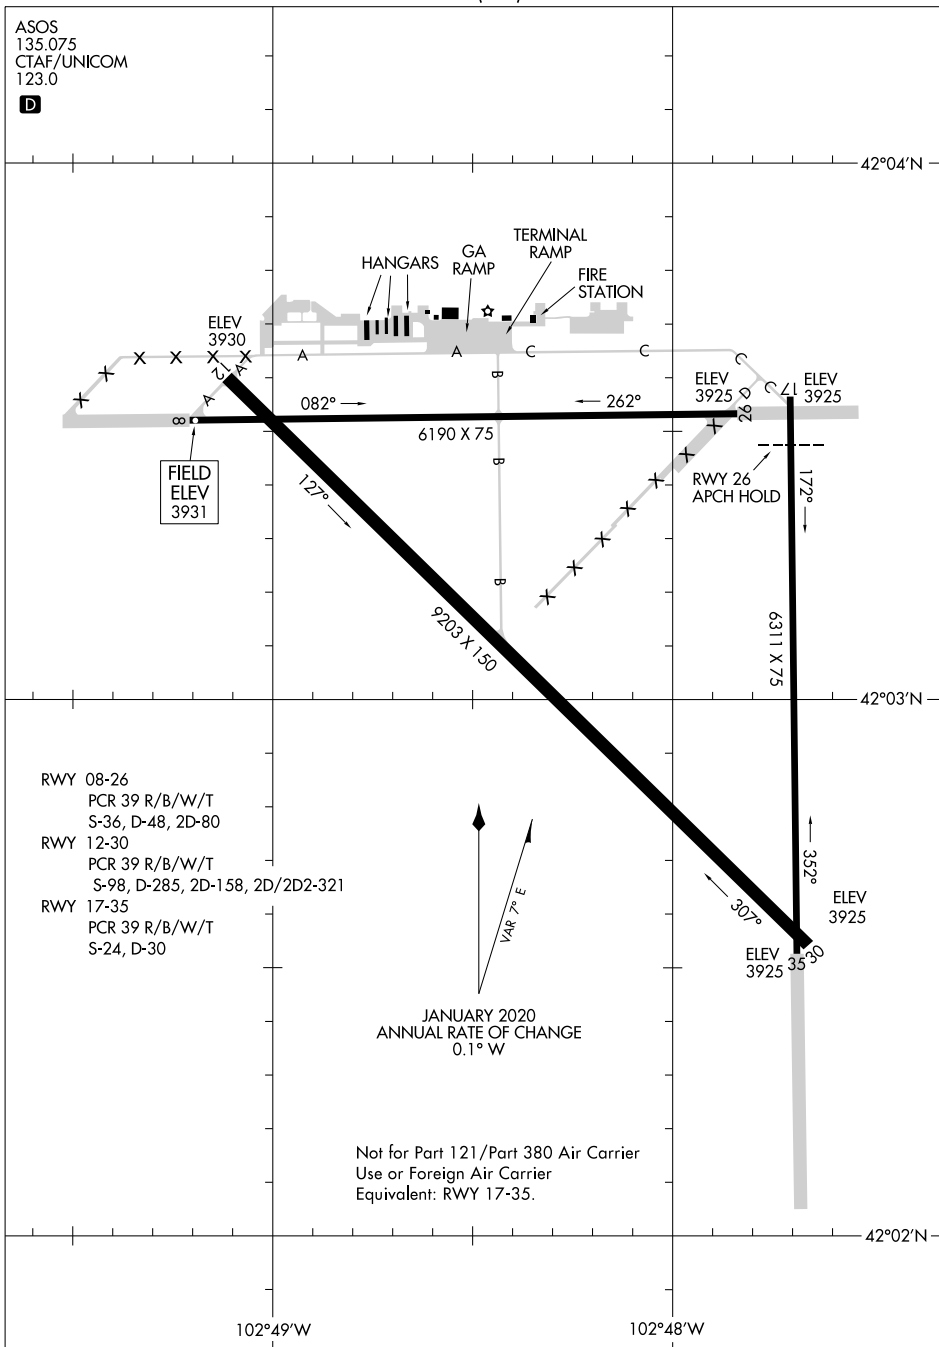 ASOS
135.075
CTAF/UNICOM
123.0
D
42°04'N
HANGARS
GA
RAMP
TERMINAL
RAMP
FIRE
STATION
ELEV
3930
X X X X
X
X
A
A
C
C
C
C
D
B
A
A
12
ELEV
3925
17
ELEV
3925
8
082°
262°
26
6190 X 75
FIELD
ELEV
3931
127°
B
B
X
X
X
X
X
X
X
RWY 26
APCH HOLD
172°
9203 X 150
6311 X 75
42°03'N
RWY 08-26
PCR 39 R/B/W/T
S-36, D-48, 2D-80
RWY 12-30
PCR 39 R/B/W/T
S-98, D-285, 2D-158, 2D/2D2-321
RWY 17-35
PCR 39 R/B/W/T
S-24, D-30
VAR 7° E
352°
307°
ELEV
3925
ELEV
3925
35
30
JANUARY 2020
ANNUAL RATE OF CHANGE
0.1° W
Not for Part 121/Part 380 Air Carrier
Use or Foreign Air Carrier
Equivalent: RWY 17-35.
42°02'N
102°49'W
102°48'W